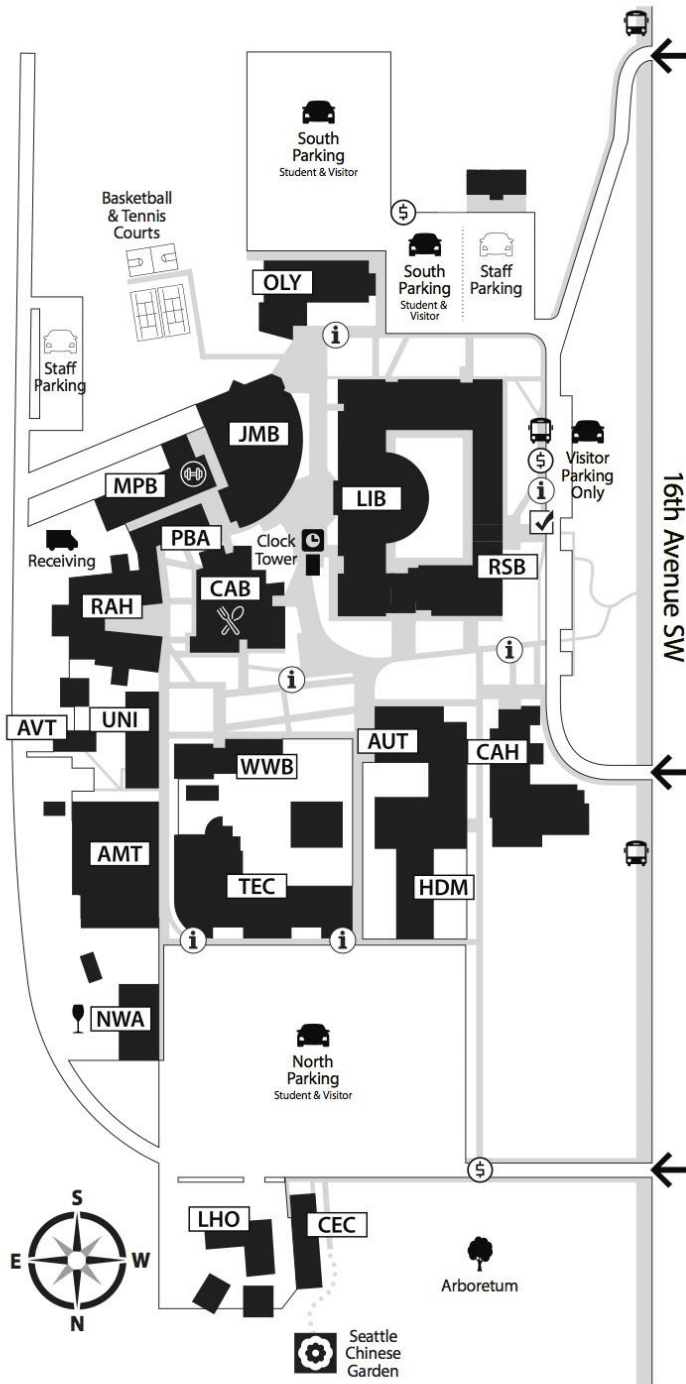 South
Parking
Student & Visitor
Basketball
& Tennis
Courts
$
South
Parking
Student &
Visitor
Staff
Parking
OLY
i
Staff
Parking
JMB
MPB
LIB
$
i
Visitor
Parking
Only
16th Avenue SW
Receiving
PBA
Clock
Tower
RSB
RAH
CAB
i
i
AVT
UNI
AUT
CAH
WWB
AMT
TEC
HDM
i
i
NWA
North
Parking
Student & Visitor
$
S
E
W
N
LHO
CEC
Arboretum
Seattle
Chinese
Garden